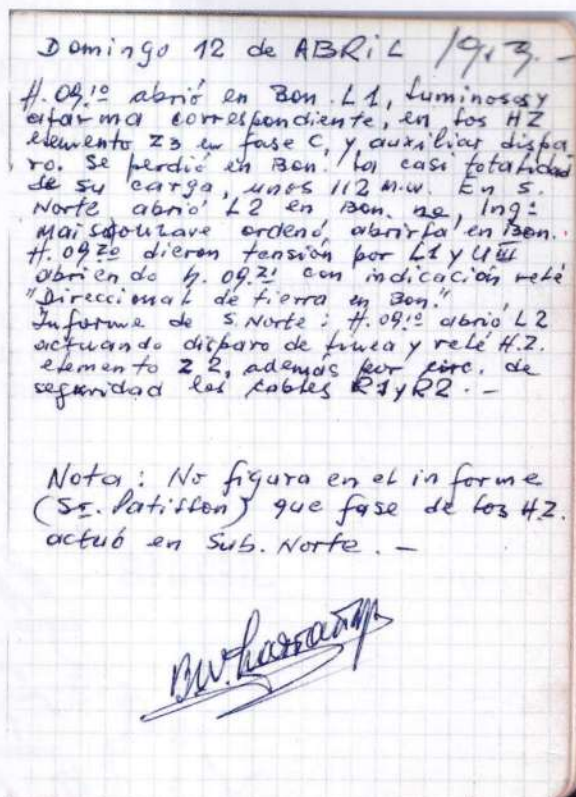 Domingo 12 de ABRIL
H. 09:10 abrió en Bon. L1, Luminosos y
alarma correspondiente, en los HZ
elemento Z3 en fase C, y auxiliar dispa
ro. Se perdió en Bon. la casi totalidad
de su carga, unos 112 m.w. En S.
Norte abrió L2 en Bon. no, Ing:
ordenó abrirla en Bon.
H. 09:20 dieron tensión por L1 y UIII
abriendo h. 09:21 con indicación relé
"Direccional de tierra en Bon."
Informe de S. Norte: H. 09:10 abrió L2
actuando disparo de línea y relé H.Z.
elemento Z2, además por circ. de
seguridad los cables R1 y R2. -
Nota: No figura en el informe
(Sr. Patisson) que fase de los H.Z.
actuó en Sub. Norte. -